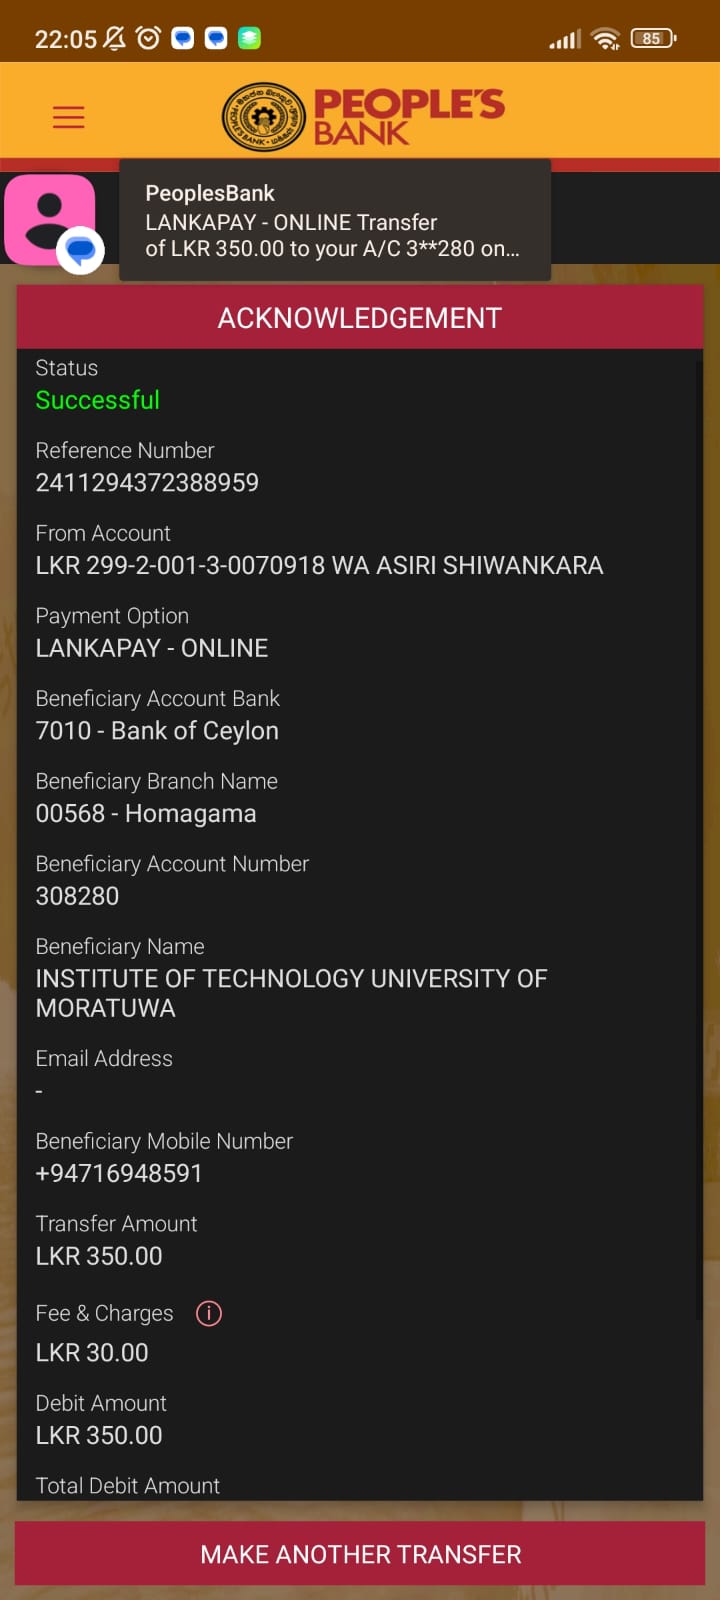 22:05
85
PEOPLE'S
BANK
PeoplesBank
LANKAPAY - ONLINE Transfer
of LKR 350.00 to your A/C 3**280 on...
ACKNOWLEDGEMENT
Status
Successful
Reference Number
2411294372388959
From Account
LKR 299-2-001-3-0070918 WA ASIRI SHIWANKARA
Payment Option
LANKAPAY - ONLINE
Beneficiary Account Bank
7010 - Bank of Ceylon
Beneficiary Branch Name
00568 - Homagama
Beneficiary Account Number
308280
Beneficiary Name
INSTITUTE OF TECHNOLOGY UNIVERSITY OF
MORATUWA
Email Address
-
Beneficiary Mobile Number
+94716948591
Transfer Amount
LKR 350.00
Fee & Charges
LKR 30.00
Debit Amount
LKR 350.00
Total Debit Amount
MAKE ANOTHER TRANSFER